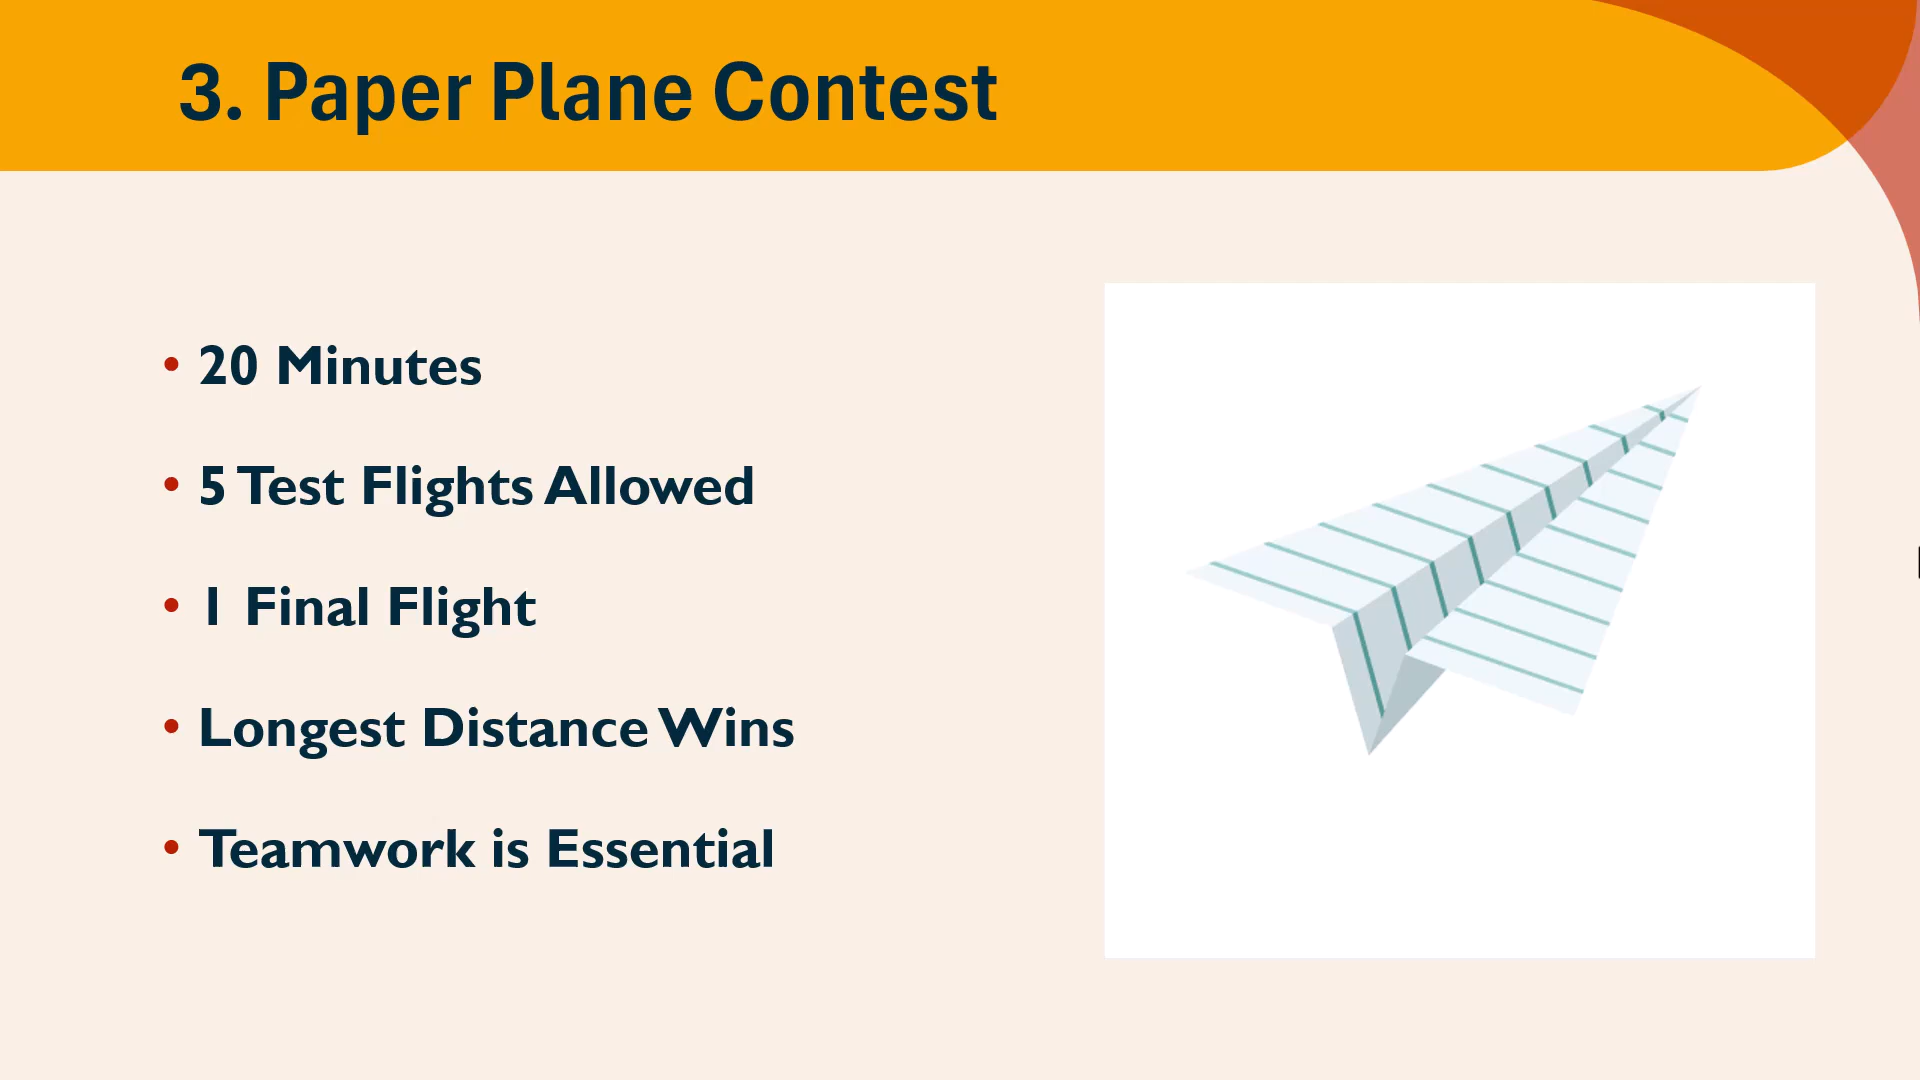 3. Paper Plane Contest
• 20 Minutes
• 5 Test Flights Allowed
• 1 Final Flight
• Longest Distance Wins
• Teamwork is Essential